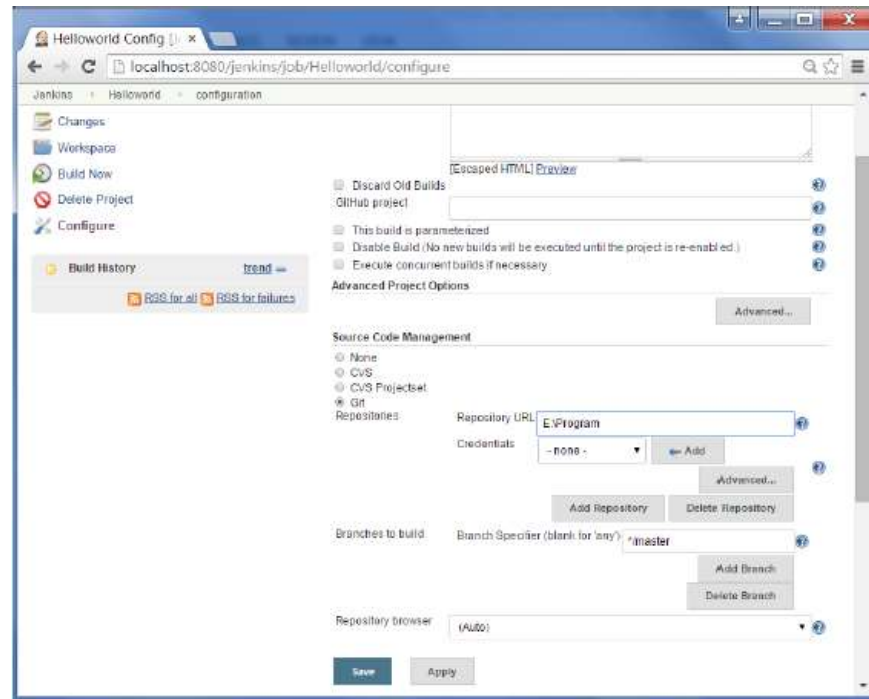 Helloworld Config [J ×
localhost:8080/jenkins/job/Helloworld/configure
Jenkins Helloworld configuration
Changes
Workspace
Build Now
Delete Project
Configure
Build History trend
RSS for all RSS for failures
[Escaped HTML] Preview
Discard Old Builds
GitHub project
This build is parameterized
Disable Build (No new builds will be executed until the project is re-enabled.)
Execute concurrent builds if necessary
Advanced Project Options
Advanced...
Source Code Management
None
CVS
CVS Projectset
Git
Repositories Repository URL E:\Program
Credentials - none - Add
Advanced...
Add Repository Delete Repository
Branches to build Branch Specifier (blank for 'any') */master
Add Branch
Delete Branch
Repository browser (Auto)
Save Apply